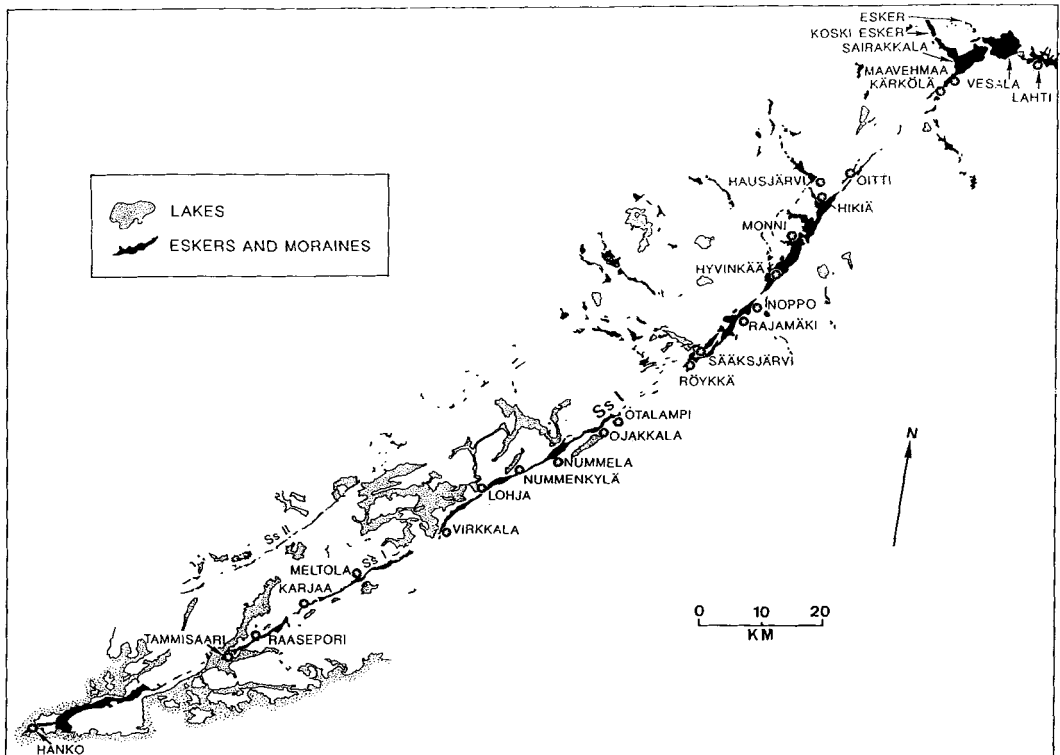 ESKER
KOSKI ESKER
SAIRAKKALA
MAAVEHMAA
KÄRKÖLÄ
VESALA
LAHTI
HAUSJÄRVI
OITTI
HIKIÄ
MONNI
HYVINKÄÄ
NOPPO
RAJAMÄKI
SÄÄKSJÄRVI
RÖYKKÄ
LAKES
ESKERS AND MORAINES
Ss I
ÖTALAMPI
OJAKKALA
NUMMELA
NUMMENKYLÄ
LOHJA
VIRKKALA
N
Ss II
Ss I
MELTOLA
KARJAA
TAMMISAARI
RAASEPORI
HANKO
0 10 20
KM